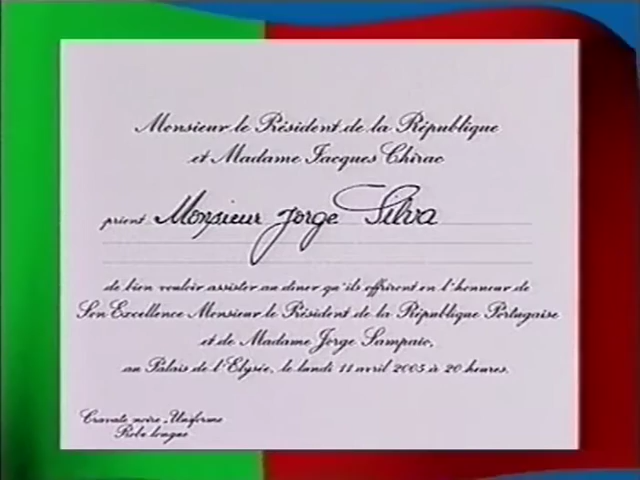 Monsieur le Président de la République
et Madame Jacques Chirac
prient Monsieur Jorge Silva
de bien vouloir assister au dîner qu'ils offriront en l'honneur de
Son Excellence Monsieur le Président de la République Portugaise
et de Madame Jorge Sampaio,
au Palais de l'Elysée, le lundi 11 avril 2005 à 20 heures.
Cravate noire, Uniforme
Robe longue